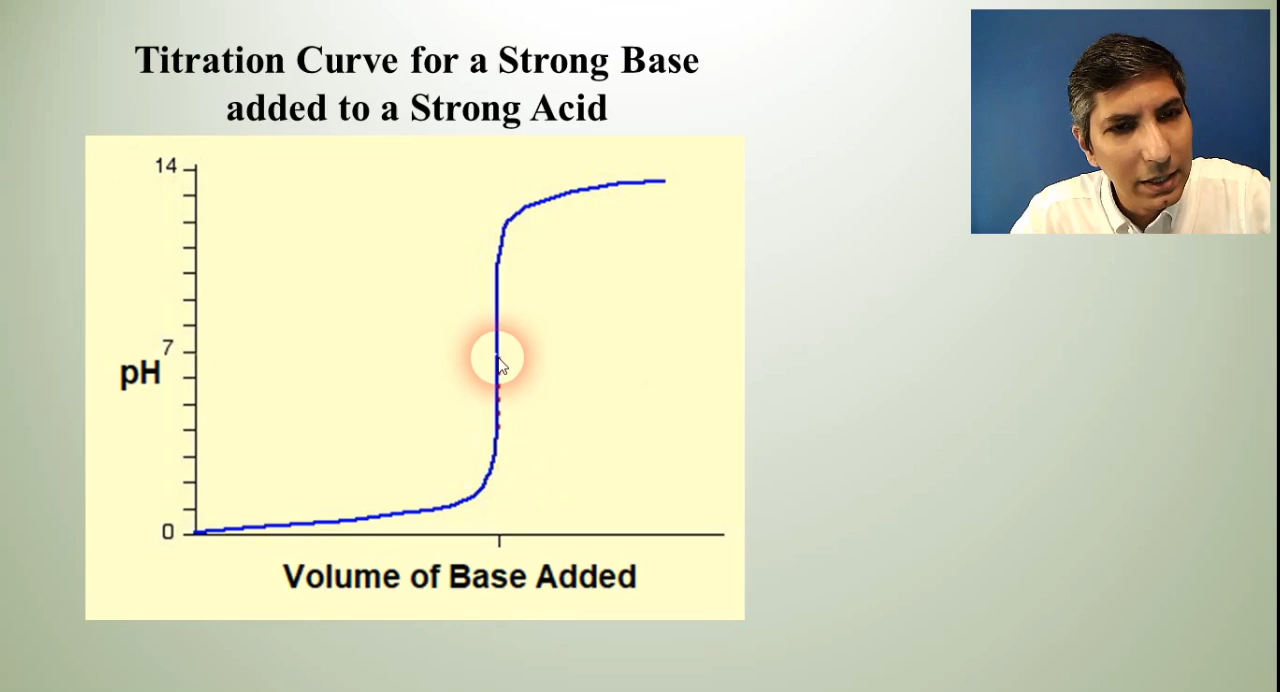 Titration Curve for a Strong Base
added to a Strong Acid
14
7
pH
0
Volume of Base Added